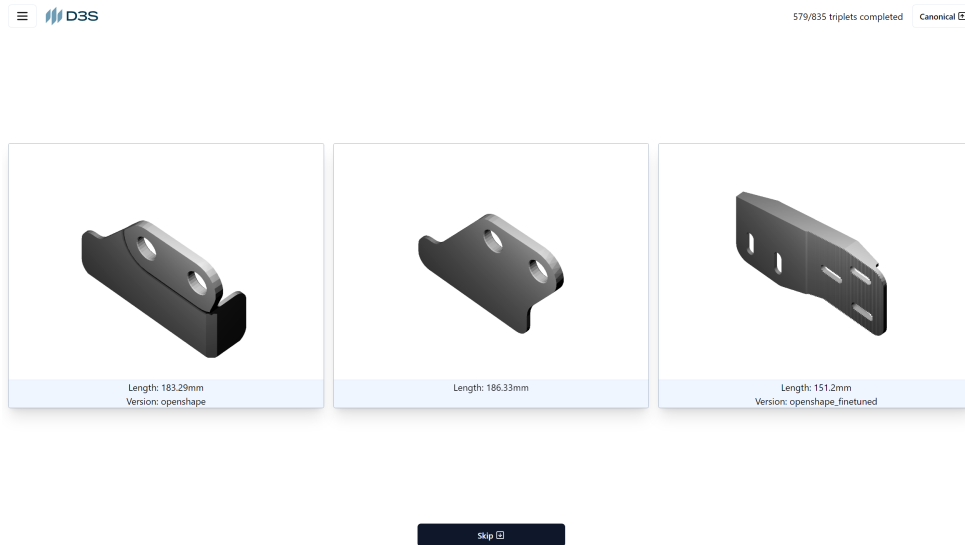 D3S
579/835 triplets completed
Canonical
Length: 183.29mm
Version: openshape
Length: 186.33mm
Length: 151.2mm
Version: openshape_finetuned
Skip